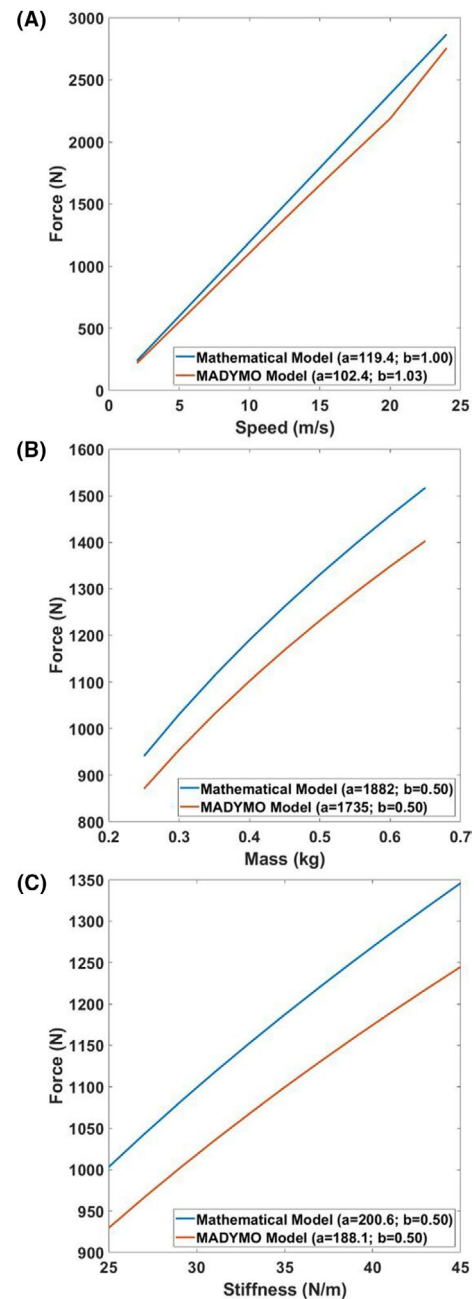 (A)
3000
2500
2000
1500
1000
500
0
Force (N)
Mathematical Model (a=119.4; b=1.00)
MADYMO Model (a=102.4; b=1.03)
0 5 10 15 20 25
Speed (m/s)
(B)
1600
1500
1400
1300
1200
1100
1000
900
800
Force (N)
Mathematical Model (a=1882; b=0.50)
MADYMO Model (a=1735; b=0.50)
0.2 0.3 0.4 0.5 0.6 0.7
Mass (kg)
(C)
1350
1300
1250
1200
1150
1100
1050
1000
950
900
Force (N)
Mathematical Model (a=200.6; b=0.50)
MADYMO Model (a=188.1; b=0.50)
25 30 35 40 45
Stiffness (N/m)